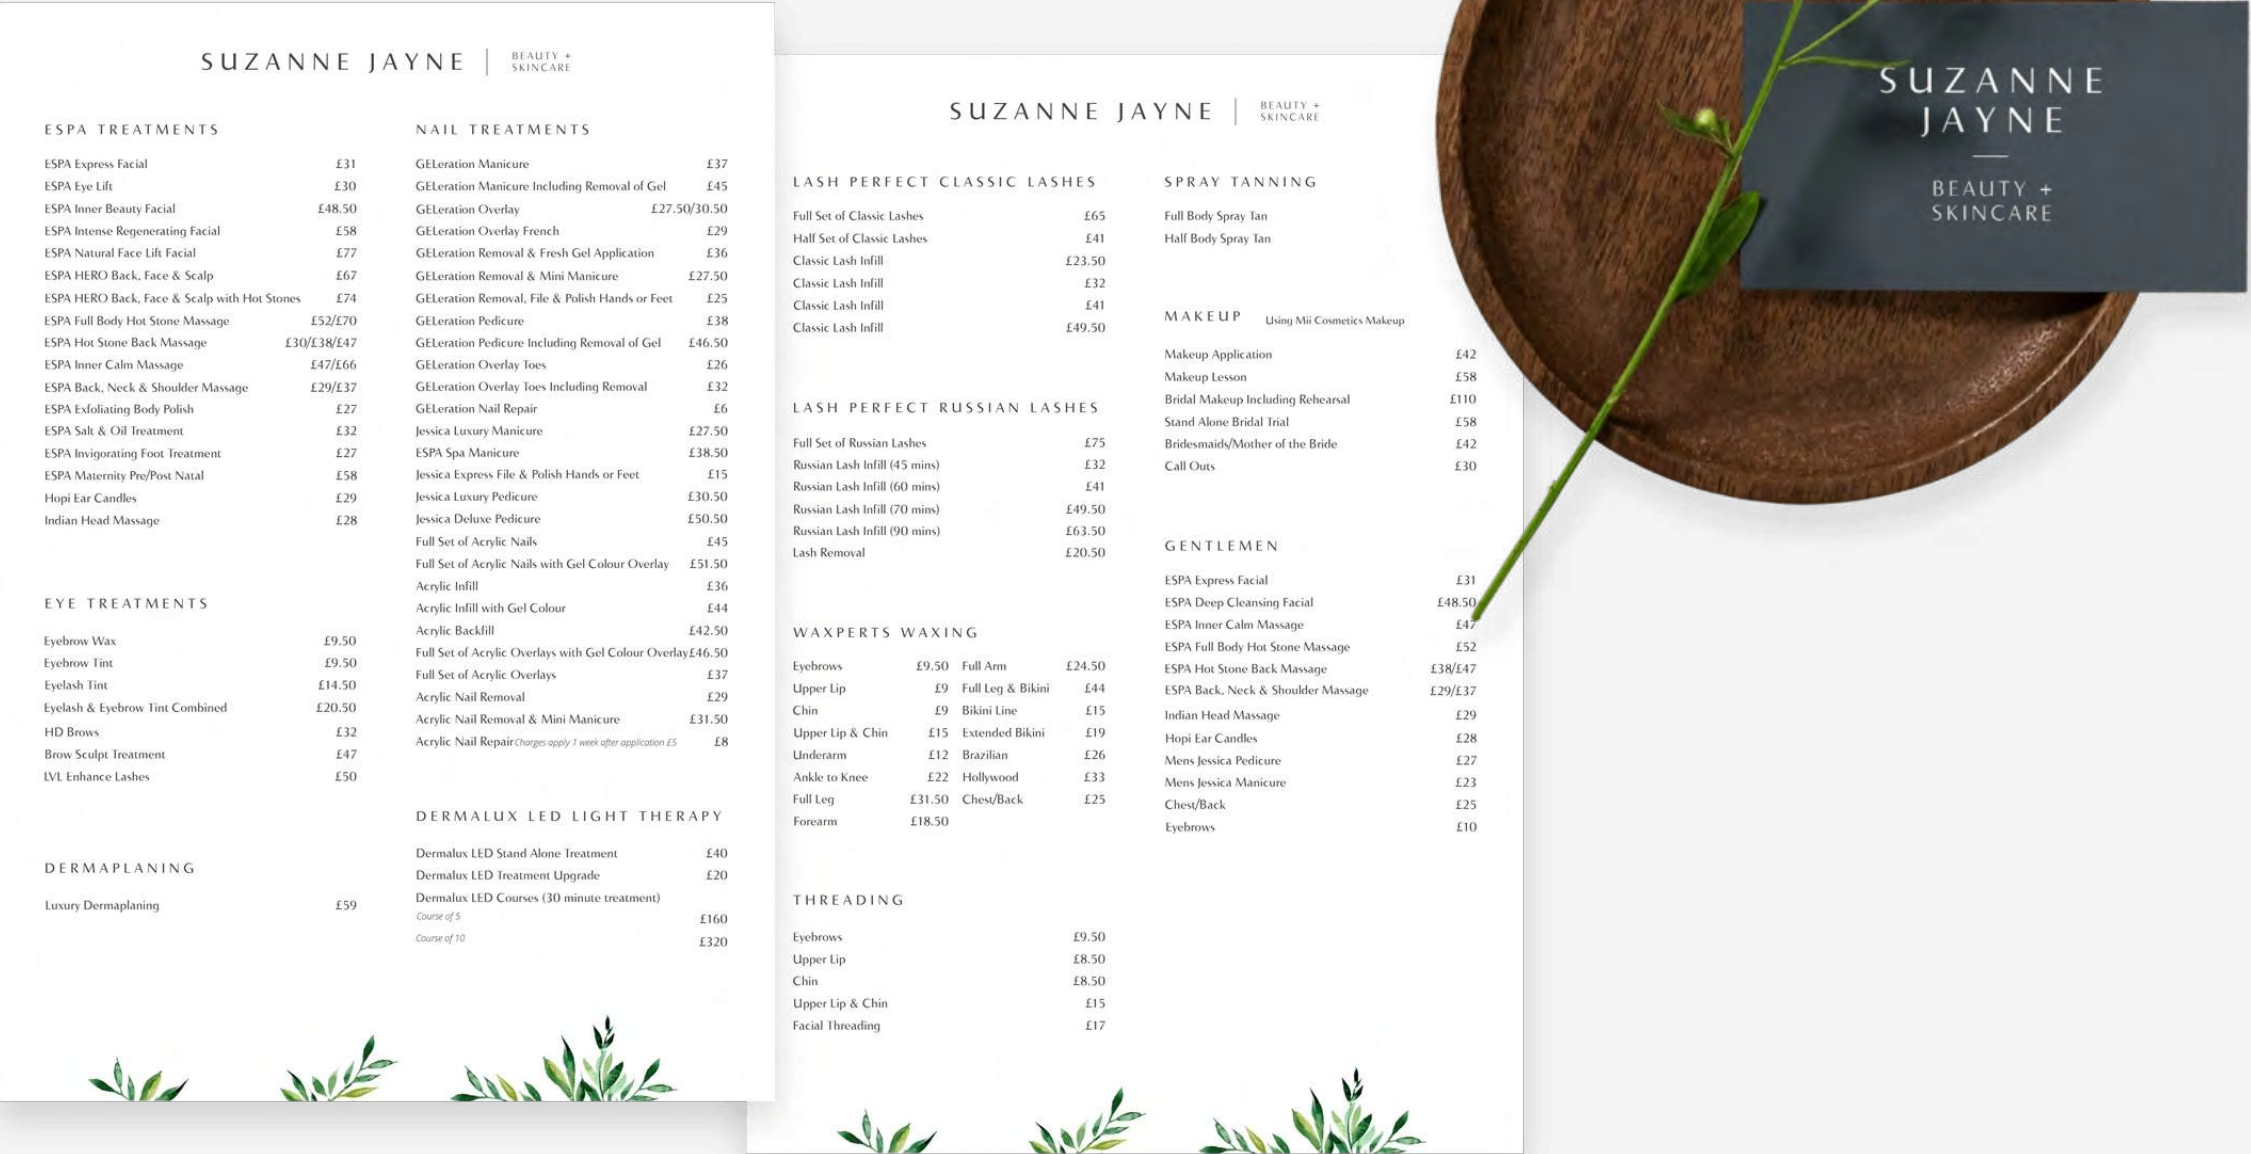 SUZANNE JAYNE | BEAUTY +
SKINCARE
ESPA TREATMENTS
ESPA Express Facial £31
ESPA Eye Lift £30
ESPA Inner Beauty Facial £48.50
ESPA Intense Regenerating Facial £58
ESPA Natural Face Lift Facial £77
ESPA HERO Back, Face & Scalp £67
ESPA HERO Back, Face & Scalp with Hot Stones £74
ESPA Full Body Hot Stone Massage £52/£70
ESPA Hot Stone Back Massage £30/£38/£47
ESPA Inner Calm Massage £47/£66
ESPA Back, Neck & Shoulder Massage £29/£37
ESPA Exfoliating Body Polish £27
ESPA Salt & Oil Treatment £32
ESPA Invigorating Foot Treatment £27
ESPA Maternity Pre/Post Natal £58
Hopi Ear Candles £29
Indian Head Massage £28
EYE TREATMENTS
Eyebrow Wax £9.50
Eyebrow Tint £9.50
Eyelash Tint £14.50
Eyelash & Eyebrow Tint Combined £20.50
HD Brows £32
Brow Sculpt Treatment £47
LVL Enhance Lashes £50
DERMAPLANING
Luxury Dermaplaning £59
NAIL TREATMENTS
GELeration Manicure £37
GELeration Manicure Including Removal of Gel £45
GELeration Overlay £27.50/30.50
GELeration Overlay French £29
GELeration Removal & Fresh Gel Application £36
GELeration Removal & Mini Manicure £27.50
GELeration Removal, File & Polish Hands or Feet £25
GELeration Pedicure £38
GELeration Pedicure Including Removal of Gel £46.50
GELeration Overlay Toes £26
GELeration Overlay Toes Including Removal £32
GELeration Nail Repair £6
Jessica Luxury Manicure £27.50
ESPA Spa Manicure £38.50
Jessica Express File & Polish Hands or Feet £15
Jessica Luxury Pedicure £30.50
Jessica Deluxe Pedicure £50.50
Full Set of Acrylic Nails £45
Full Set of Acrylic Nails with Gel Colour Overlay £51.50
Acrylic Infill £36
Acrylic Infill with Gel Colour £44
Acrylic Backfill £42.50
Full Set of Acrylic Overlays with Gel Colour Overlay £46.50
Full Set of Acrylic Overlays £37
Acrylic Nail Removal £29
Acrylic Nail Removal & Mini Manicure £31.50
Acrylic Nail Repair Charges apply 1 week after application £5 £8
DERMALUX LED LIGHT THERAPY
Dermalux LED Stand Alone Treatment £40
Dermalux LED Treatment Upgrade £20
Dermalux LED Courses (30 minute treatment)
Course of 5 £160
Course of 10 £320
SUZANNE JAYNE | BEAUTY +
SKINCARE
LASH PERFECT CLASSIC LASHES
Full Set of Classic Lashes £65
Half Set of Classic Lashes £41
Classic Lash Infill £23.50
Classic Lash Infill £32
Classic Lash Infill £41
Classic Lash Infill £49.50
LASH PERFECT RUSSIAN LASHES
Full Set of Russian Lashes £75
Russian Lash Infill (45 mins) £32
Russian Lash Infill (60 mins) £41
Russian Lash Infill (70 mins) £49.50
Russian Lash Infill (90 mins) £63.50
Lash Removal £20.50
WAXPERTS WAXING
Eyebrows £9.50 Full Arm £24.50
Upper Lip £9 Full Leg & Bikini £44
Chin £9 Bikini Line £15
Upper Lip & Chin £15 Extended Bikini £19
Underarm £12 Brazilian £26
Ankle to Knee £22 Hollywood £33
Full Leg £31.50 Chest/Back £25
Forearm £18.50
THREADING
Eyebrows £9.50
Upper Lip £8.50
Chin £8.50
Upper Lip & Chin £15
Facial Threading £17
SPRAY TANNING
Full Body Spray Tan
Half Body Spray Tan
MAKEUP Using Mii Cosmetics Makeup
Makeup Application £42
Makeup Lesson £58
Bridal Makeup Including Rehearsal £110
Stand Alone Bridal Trial £58
Bridesmaids/Mother of the Bride £42
Call Outs £30
GENTLEMEN
ESPA Express Facial £31
ESPA Deep Cleansing Facial £48.50
ESPA Inner Calm Massage £47
ESPA Full Body Hot Stone Massage £52
ESPA Hot Stone Back Massage £38/£47
ESPA Back, Neck & Shoulder Massage £29/£37
Indian Head Massage £29
Hopi Ear Candles £28
Mens Jessica Pedicure £27
Mens Jessica Manicure £23
Chest/Back £25
Eyebrows £10
SUZANNE
JAYNE
BEAUTY +
SKINCARE